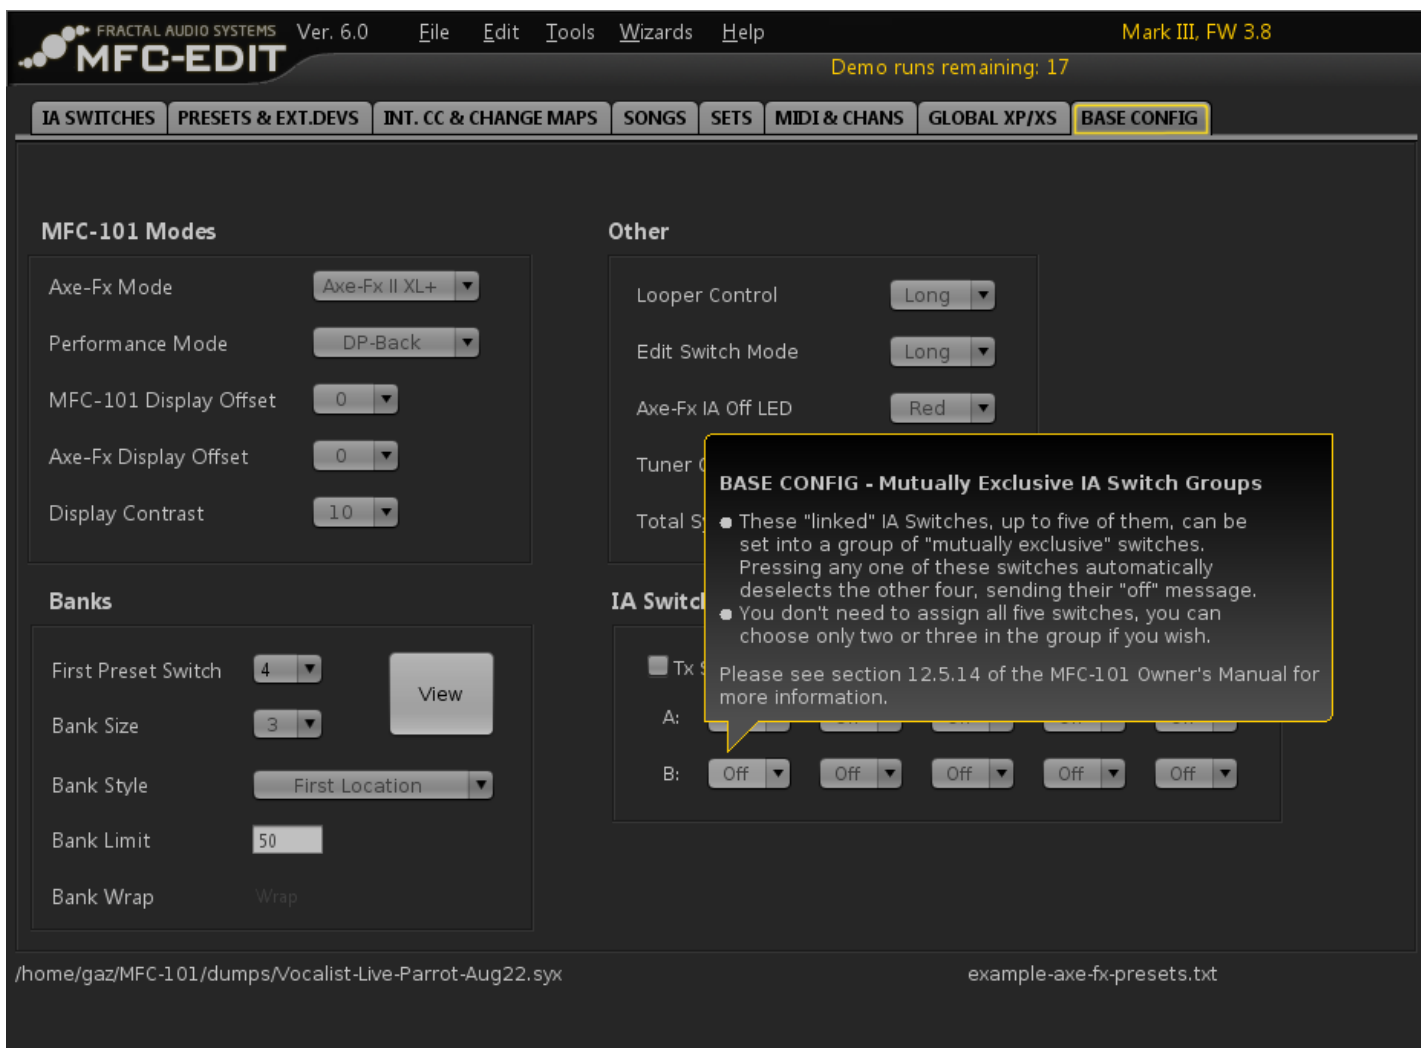 FRACTAL AUDIO SYSTEMS Ver. 6.0 File Edit Tools Wizards Help Mark III, FW 3.8
MFC-EDIT
Demo runs remaining: 17
IA SWITCHES PRESETS & EXT.DEVS INT. CC & CHANGE MAPS SONGS SETS MIDI & CHANS GLOBAL XP/XS BASE CONFIG
MFC-101 Modes
Axe-Fx Mode Axe-Fx II XL+
Performance Mode DP-Back
MFC-101 Display Offset 0
Axe-Fx Display Offset 0
Display Contrast 10
Other
Looper Control Long
Edit Switch Mode Long
Axe-Fx IA Off LED Red
Tuner
Total
BASE CONFIG - Mutually Exclusive IA Switch Groups
These "linked" IA Switches, up to five of them, can be
set into a group of "mutually exclusive" switches.
Pressing any one of these switches automatically
deselects the other four, sending their "off" message.
You don't need to assign all five switches, you can
choose only two or three in the group if you wish.
Please see section 12.5.14 of the MFC-101 Owner's Manual for
more information.
Banks
First Preset Switch 4
View
Bank Size 3
Bank Style First Location
Bank Limit 50
Bank Wrap Wrap
IA
Tx
A:
B: Off Off Off Off Off
/home/gaz/MFC-101/dumps/Vocalist-Live-Parrot-Aug22.syx example-axe-fx-presets.txt